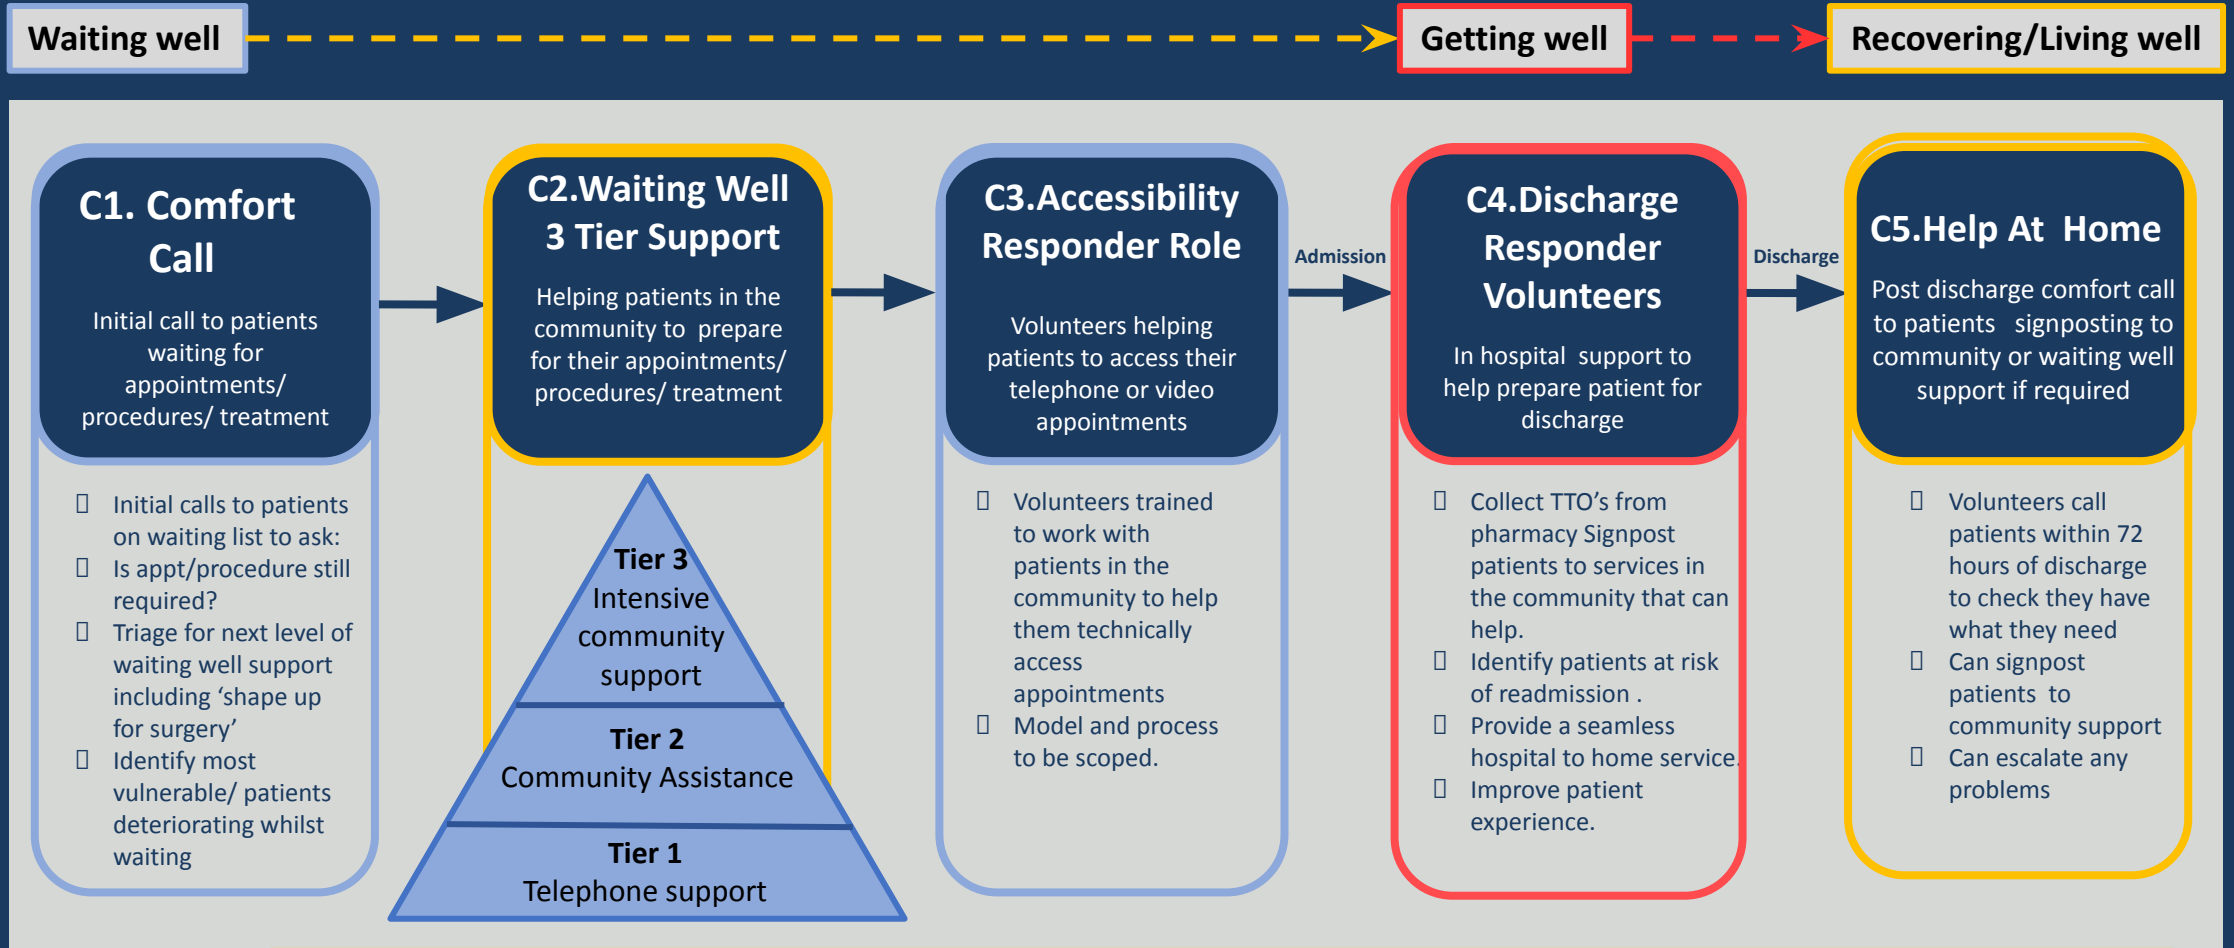 Waiting well
Getting well
Recovering/Living well
C1. Comfort
Call
Initial call to patients
waiting for
appointments/
procedures/ treatment
Initial calls to patients
on waiting list to ask:
Is appt/procedure still
required?
Triage for next level of
waiting well support
including ‘shape up
for surgery’
Identify most
vulnerable/ patients
deteriorating whilst
waiting
C2.Waiting Well
3 Tier Support
Helping patients in the
community to prepare
for their appointments/
procedures/ treatment
Tier 3
Intensive
community
support
Tier 2
Community Assistance
Tier 1
Telephone support
C3.Accessibility
Responder Role
Volunteers helping
patients to access their
telephone or video
appointments
Volunteers trained
to work with
patients in the
community to help
them technically
access
appointments
Model and process
to be scoped.
Admission
C4.Discharge
Responder
Volunteers
In hospital support to
help prepare patient for
discharge
Collect TTO’s from
pharmacy Signpost
patients to services in
the community that can
help.
Identify patients at risk
of readmission .
Provide a seamless
hospital to home service.
Improve patient
experience.
Discharge
C5.Help At Home
Post discharge comfort call
to patients signposting to
community or waiting well
support if required
Volunteers call
patients within 72
hours of discharge
to check they have
what they need
Can signpost
patients to
community support
Can escalate any
problems